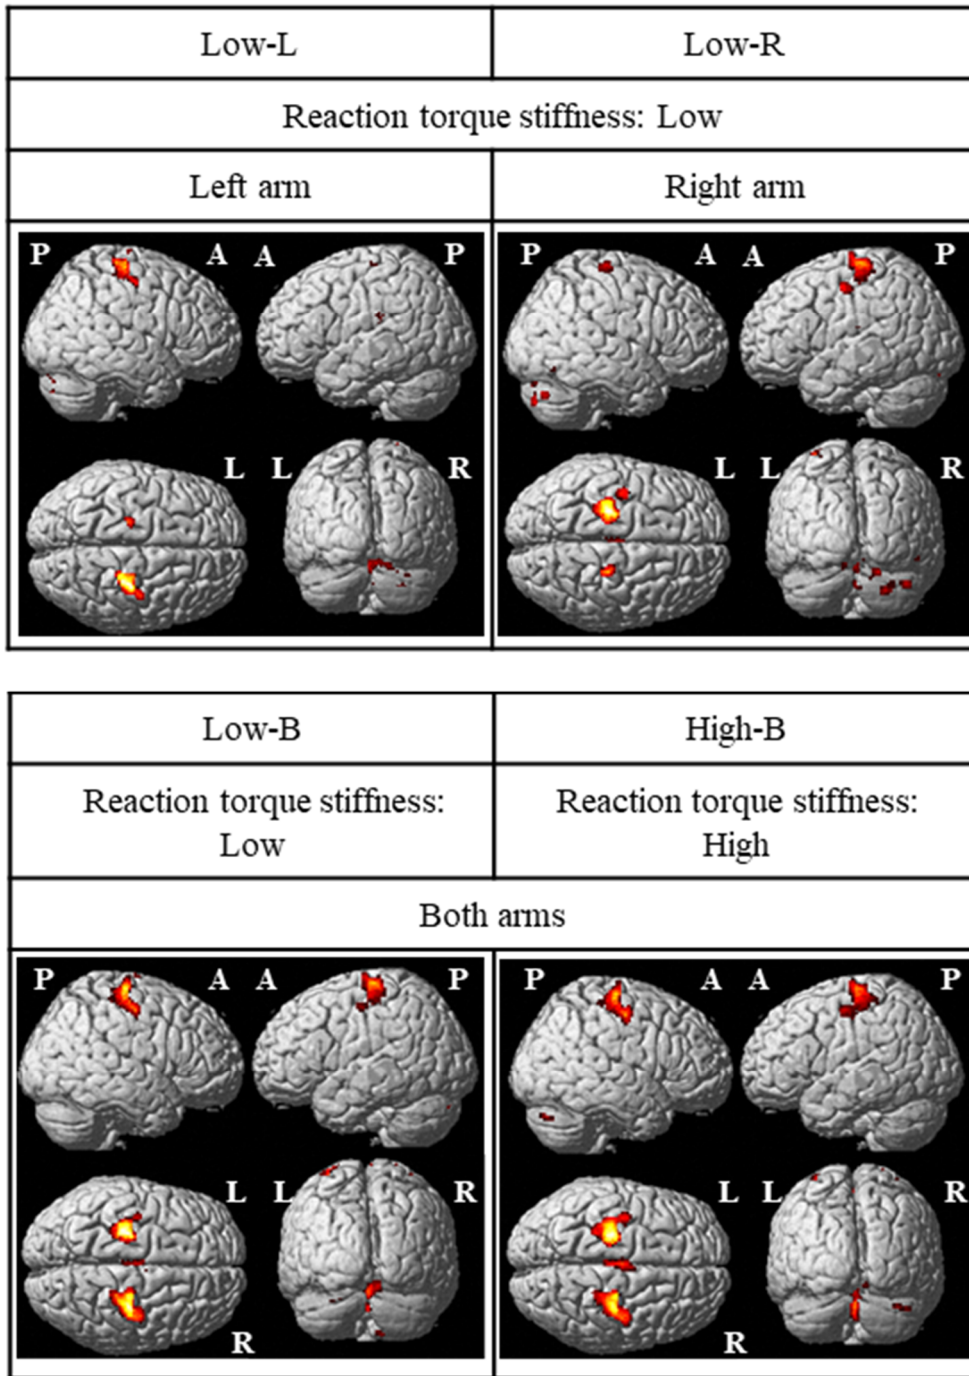 Low-L Low-R
Reaction torque stiffness: Low
Left arm Right arm
P A A P P A A P
L L R L L R
Low-B High-B
Reaction torque stiffness: Reaction torque stiffness:
Low High
Both arms
P A A P P A A P
L L R L L R
R R